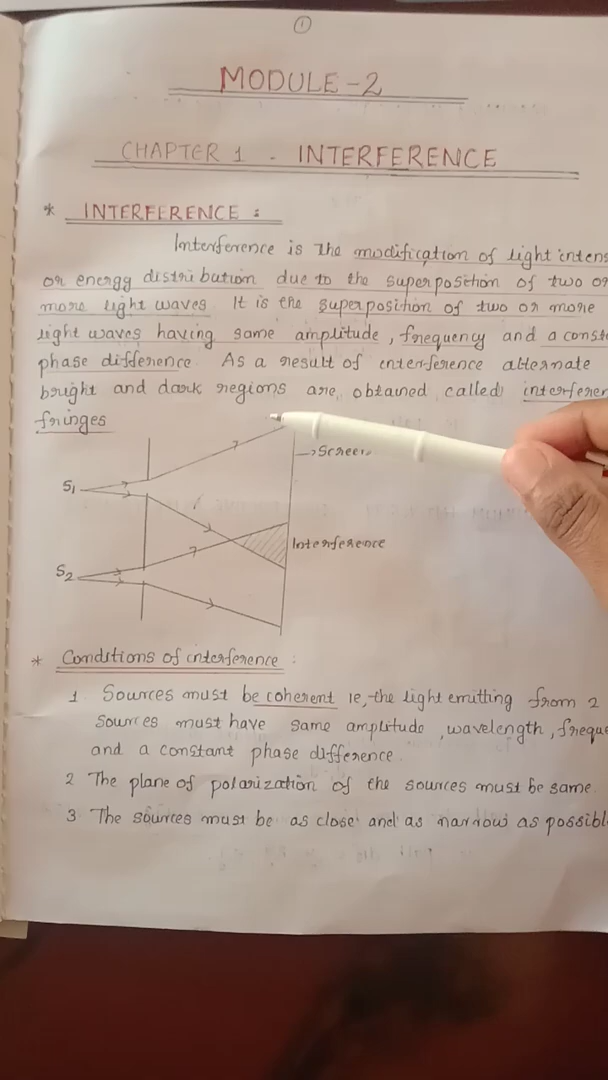 1
MODULE-2
CHAPTER 1 - INTERFERENCE
* INTERFERENCE :
Interference is the modification of light intens
or energy distribution due to the superposition of two or
more light waves. It is the superposition of two or more
light waves having same amplitude, frequency and a const
phase difference. As a result of interference alternate
bright and dark regions are obtained called interferen
fringes
→ Screen
S1
Interference
S2
* Conditions of interference :
1 Sources must be coherent ie, the light emitting from 2
sources must have same amplitude, wavelength, freque
and a constant phase difference.
2 The plane of polarization of the sources must be same
3 The sources must be as close and as narrow as possibl